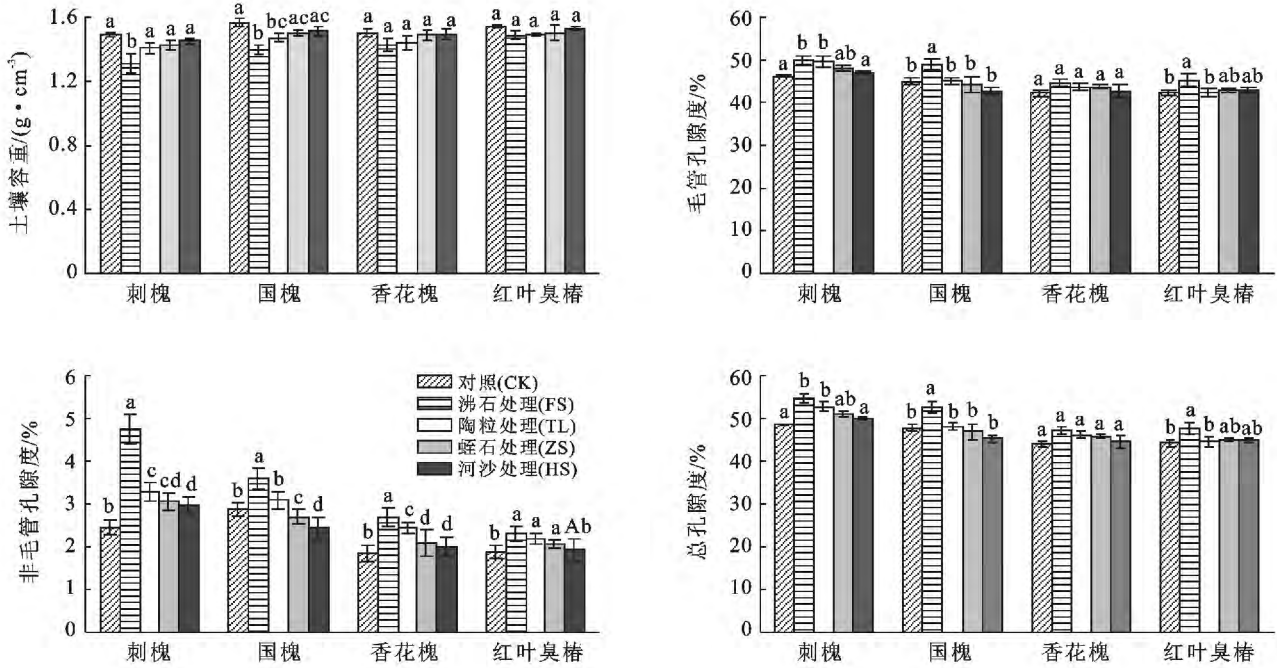 土壤容重/(g·cm⁻³)
1.6
1.2
0.8
1.4
0
a b a a a
a b bc ac ac
a a a a a
a a a a a
刺槐 国槐 香花槐 红叶臭椿
毛管孔隙度/%
60
50
40
30
20
10
0
a b b ab a
b a b b b
a a a a a
b a b ab ab
刺槐 国槐 香花槐 红叶臭椿
非毛管孔隙度/%
6
5
4
3
2
1
0
对照(CK)
沸石处理(FS)
陶粒处理(TL)
蛭石处理(ZS)
河沙处理(HS)
b a c cd d
b a b c d
b a c d d
b a a a Ab
刺槐 国槐 香花槐 红叶臭椿
总孔隙度/%
60
50
40
30
20
10
0
a b b ab a
b a b b b
a a a a a
b a b ab ab
刺槐 国槐 香花槐 红叶臭椿